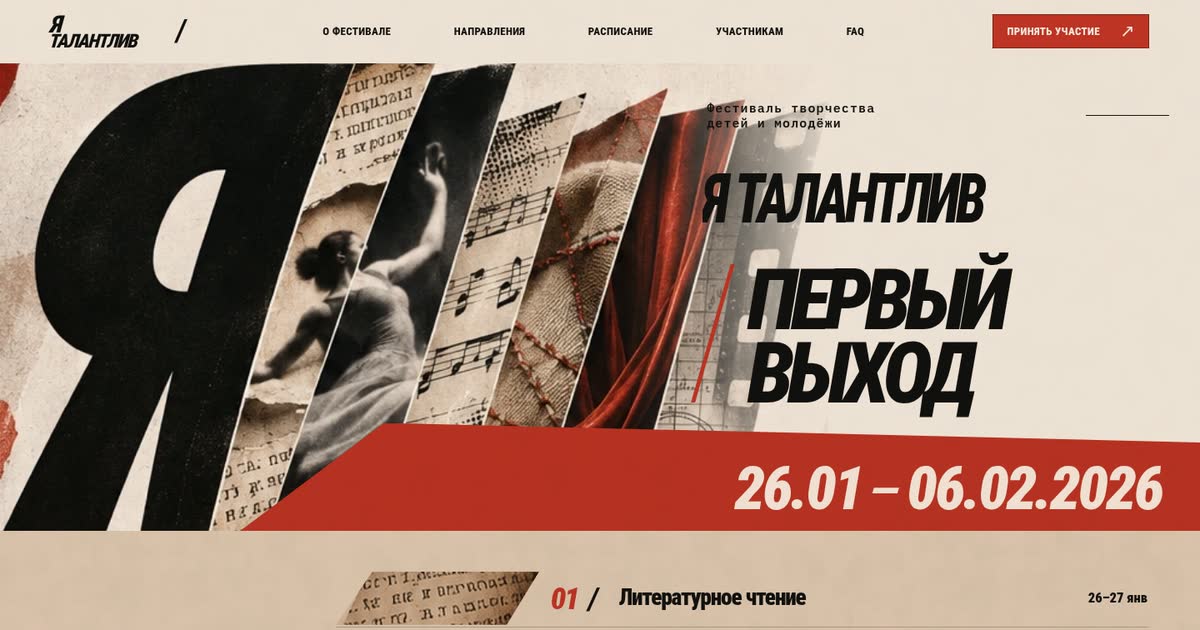 Я
ТАЛАНТЛИВ
/
О ФЕСТИВАЛЕ
НАПРАВЛЕНИЯ
РАСПИСАНИЕ
УЧАСТНИКАМ
FAQ
ПРИНЯТЬ УЧАСТИЕ ↗
Я
Фестиваль творчества
детей и молодёжи
Я ТАЛАНТЛИВ
ПЕРВЫЙ
ВЫХОД
26.01 – 06.02.2026
01 / Литературное чтение
26–27 янв